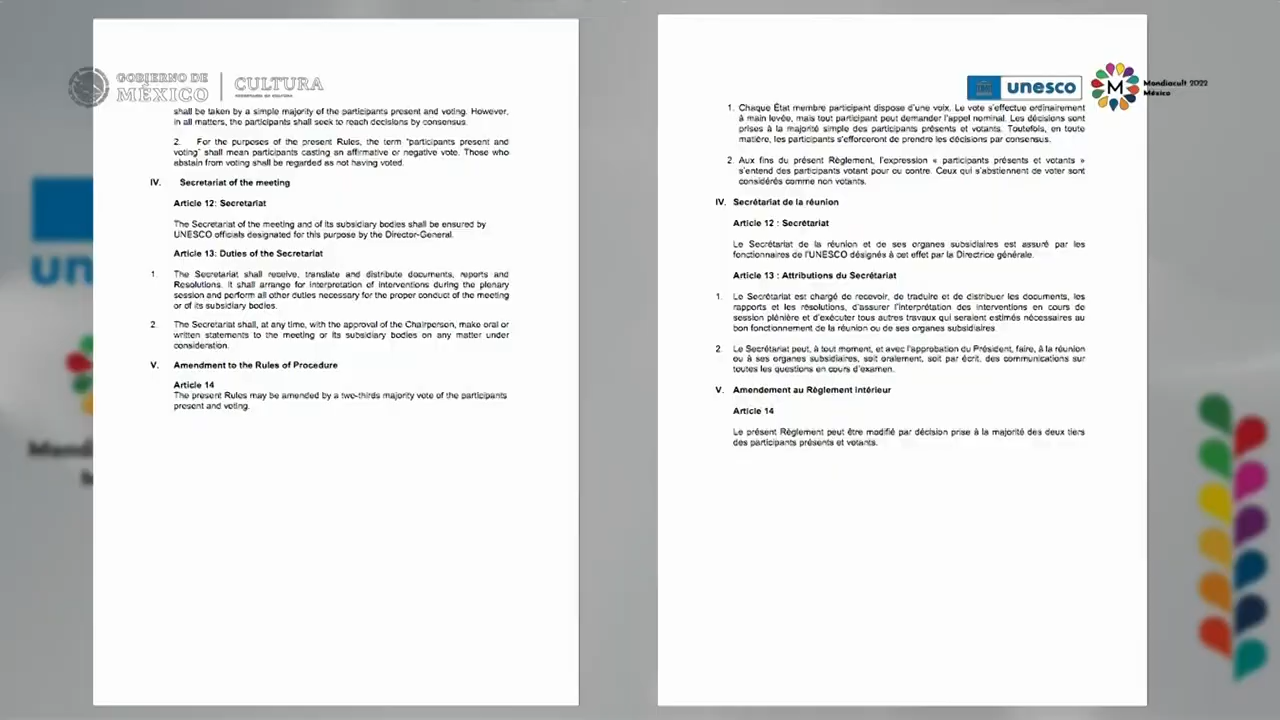 GOBIERNO DE
MÉXICO
CULTURA
SECRETARÍA DE CULTURA
shall be taken by a simple majority of the participants present and voting. However,
in all matters, the participants shall seek to reach decisions by consensus.
2. For the purposes of the present Rules, the term "participants present and
voting" shall mean participants casting an affirmative or negative vote. Those who
abstain from voting shall be regarded as not having voted.
IV. Secretariat of the meeting
Article 12: Secretariat
The Secretariat of the meeting and of its subsidiary bodies shall be ensured by
UNESCO officials designated for this purpose by the Director-General.
Article 13: Duties of the Secretariat
1. The Secretariat shall receive, translate and distribute documents, reports and
Resolutions. It shall arrange for interpretation of interventions during the plenary
session and perform all other duties necessary for the proper conduct of the meeting
or of its subsidiary bodies.
2. The Secretariat shall, at any time, with the approval of the Chairperson, make oral or
written statements to the meeting or its subsidiary bodies on any matter under
consideration.
V. Amendment to the Rules of Procedure
Article 14
The present Rules may be amended by a two-thirds majority vote of the participants
present and voting.
unesco
Mondiacult 2022
México
1. Chaque État membre participant dispose d'une voix. Le vote s'effectue ordinairement
à main levée, mais tout participant peut demander l'appel nominal. Les décisions sont
prises à la majorité simple des participants présents et votants. Toutefois, en toute
matière, les participants s'efforceront de prendre les décisions par consensus.
2. Aux fins du présent Règlement, l'expression « participants présents et votants »
s'entend des participants votant pour ou contre. Ceux qui s'abstiennent de voter sont
considérés comme non votants.
IV. Secrétariat de la réunion
Article 12 : Secrétariat
Le Secrétariat de la réunion et de ses organes subsidiaires est assuré par les
fonctionnaires de l'UNESCO désignés à cet effet par la Directrice générale.
Article 13 : Attributions du Secrétariat
1. Le Secrétariat est chargé de recevoir, de traduire et de distribuer les documents, les
rapports et les résolutions, d'assurer l'interprétation des interventions en cours de
session plénière et d'exécuter tous autres travaux qui seraient estimés nécessaires au
bon fonctionnement de la réunion ou de ses organes subsidiaires
2. Le Secrétariat peut, à tout moment, et avec l'approbation du Président, faire, à la réunion
ou à ses organes subsidiaires, soit oralement, soit par écrit, des communications sur
toutes les questions en cours d'examen.
V. Amendement au Règlement Intérieur
Article 14
Le présent Règlement peut être modifié par décision prise à la majorité des deux tiers
des participants présents et votants.
un